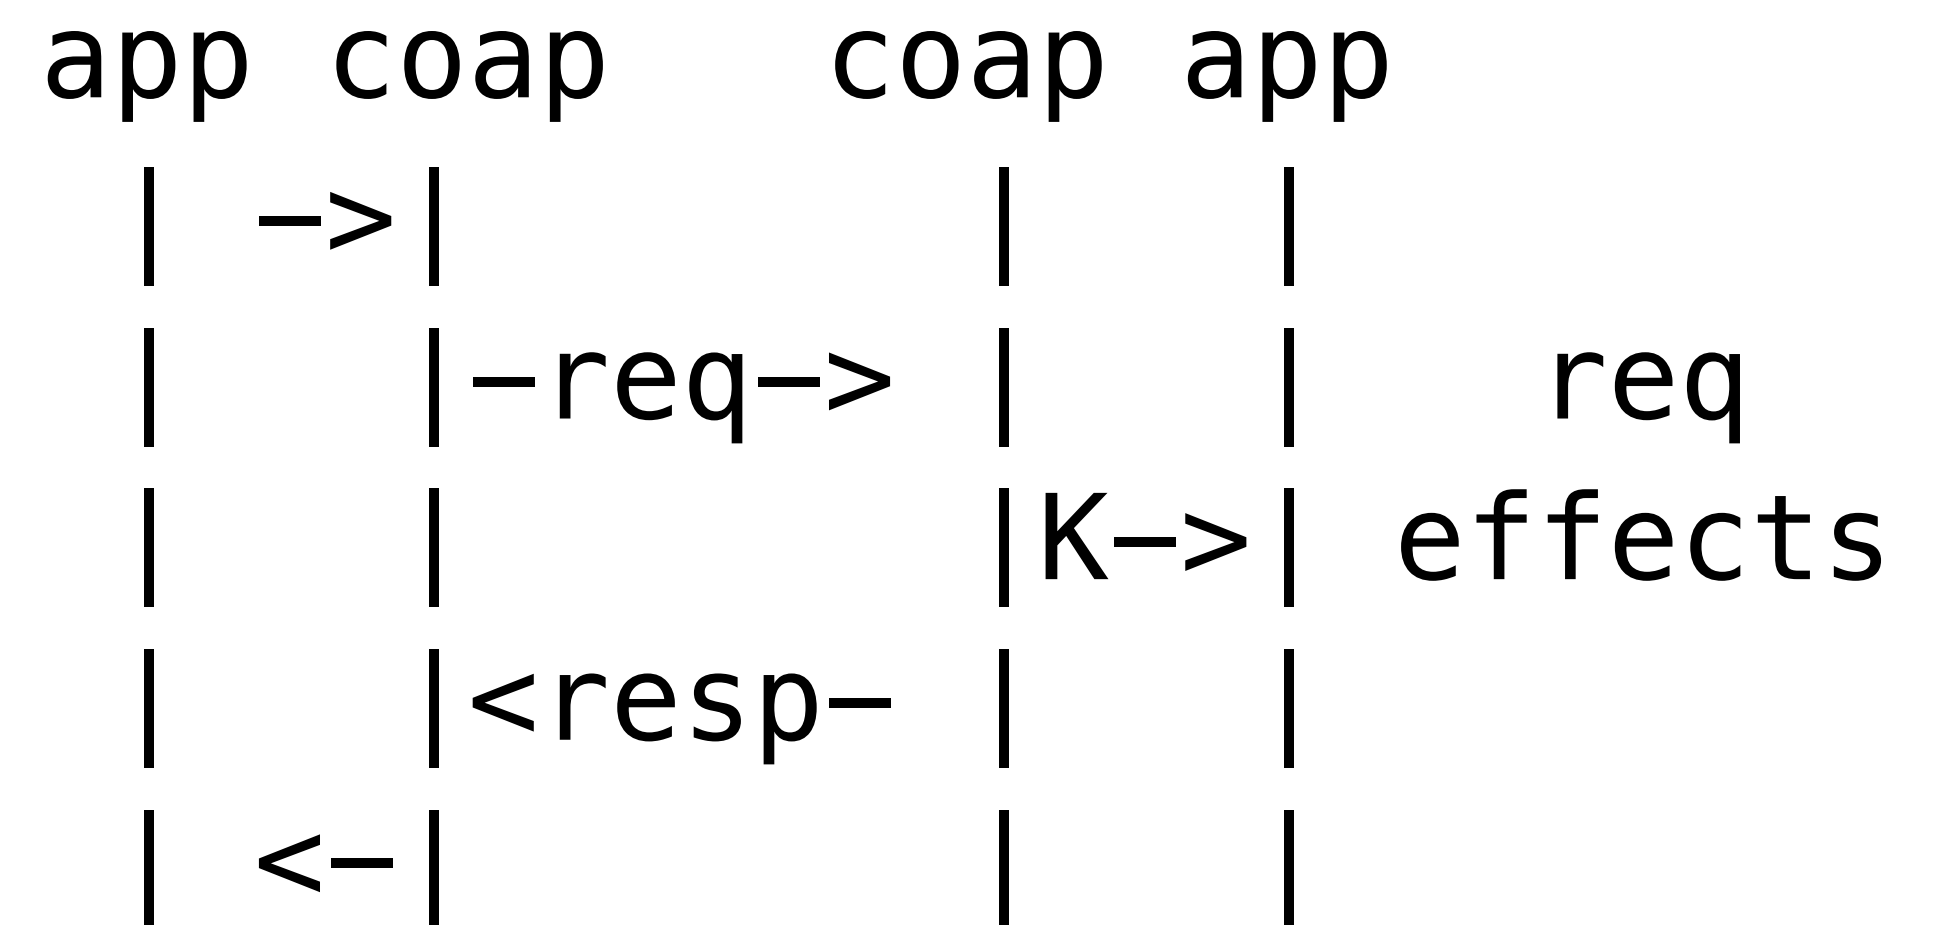 app coap   coap app
  | ->|       |   |
  |   |-req-> |   |   req
  |   |       |K->| effects
  |   |<resp- |   |
  | <-|       |   |